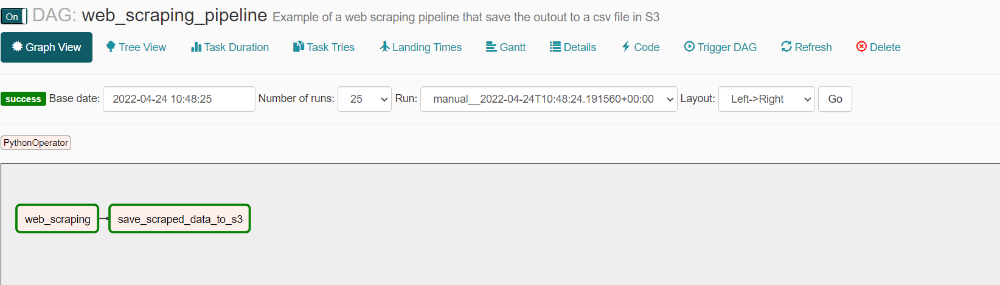 On DAG: web_scraping_pipeline Example of a web scraping pipeline that save the outout to a csv file in S3
Graph View Tree View Task Duration Task Tries Landing Times Gantt Details Code Trigger DAG Refresh Delete
success Base date: 2022-04-24 10:48:25 Number of runs: 25 Run: manual__2022-04-24T10:48:24.191560+00:00 Layout: Left->Right Go
PythonOperator
web_scraping save_scraped_data_to_s3